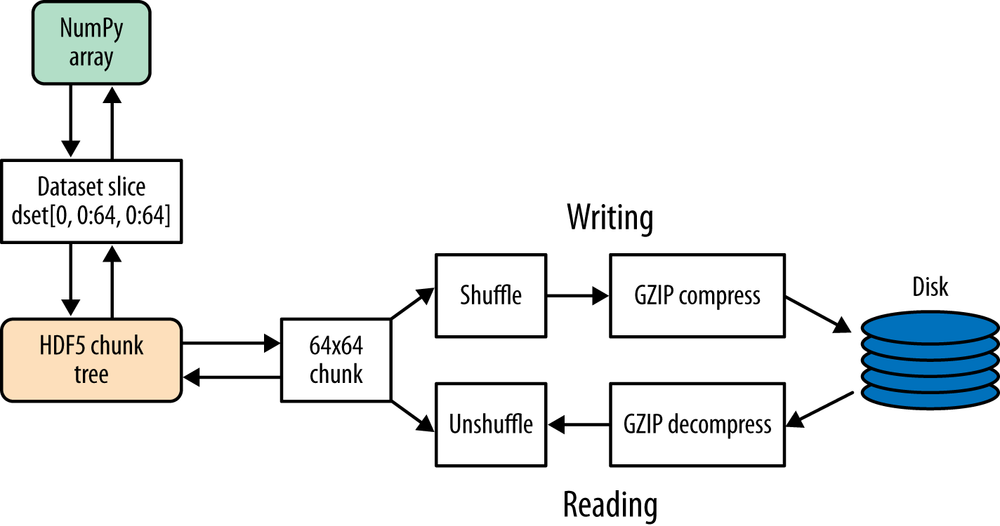 NumPy
array
Dataset slice
dset[0, 0:64, 0:64]
HDF5 chunk
tree
64x64
chunk
Writing
Shuffle
GZIP compress
Disk
Unshuffle
GZIP decompress
Reading